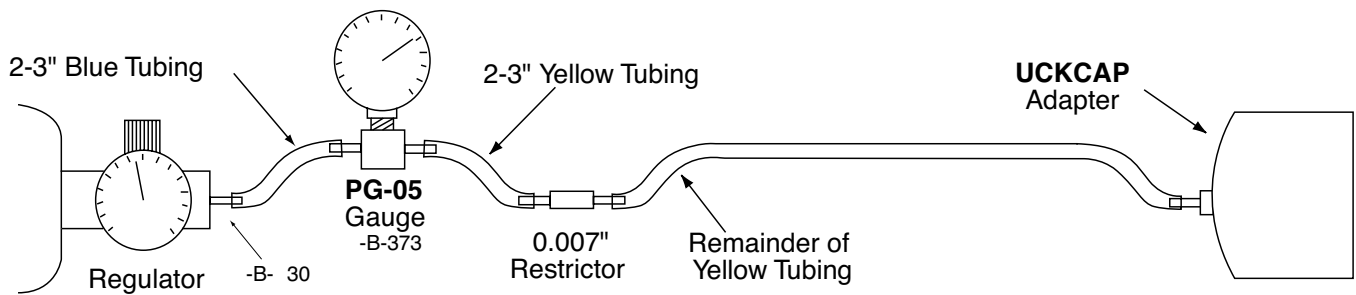 2-3" Blue Tubing
2-3" Yellow Tubing
UCKCAP
Adapter
PG-05
Gauge
-B-373
Regulator
-B- 30
0.007"
Restrictor
Remainder of
Yellow Tubing